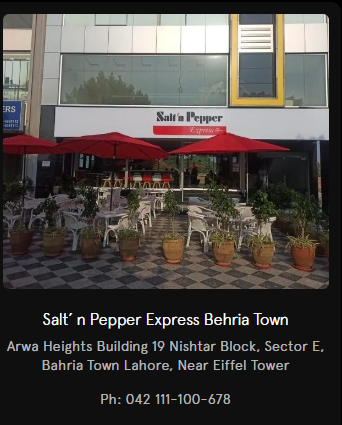 Salt'n Pepper
Express
ERS
Salt´ n Pepper Express Behria Town
Arwa Heights Building 19 Nishtar Block, Sector E,
Bahria Town Lahore, Near Eiffel Tower
Ph: 042 111-100-678